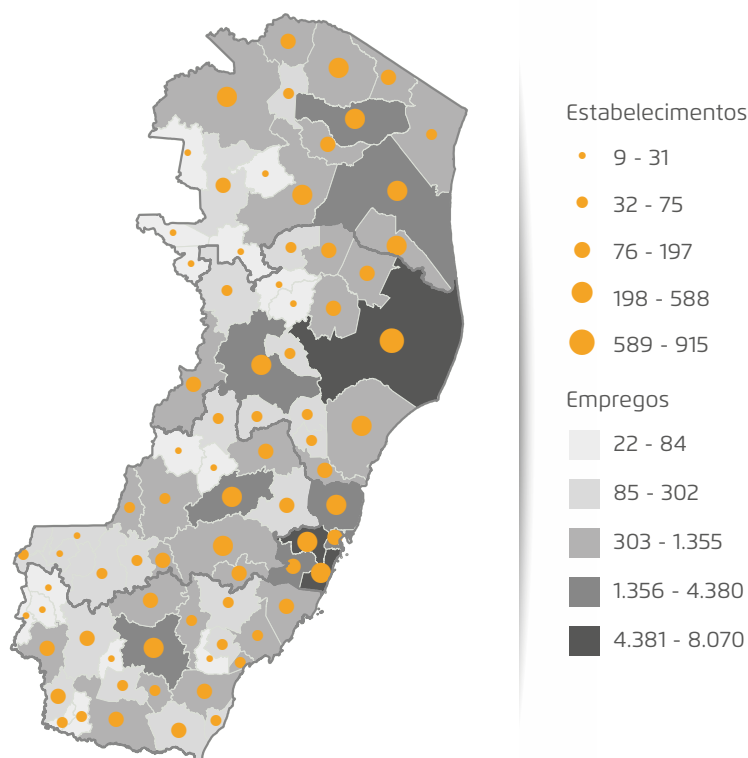 Estabelecimentos
9 - 31
32 - 75
76 - 197
198 - 588
589 - 915
Empregos
22 - 84
85 - 302
303 - 1.355
1.356 - 4.380
4.381 - 8.070